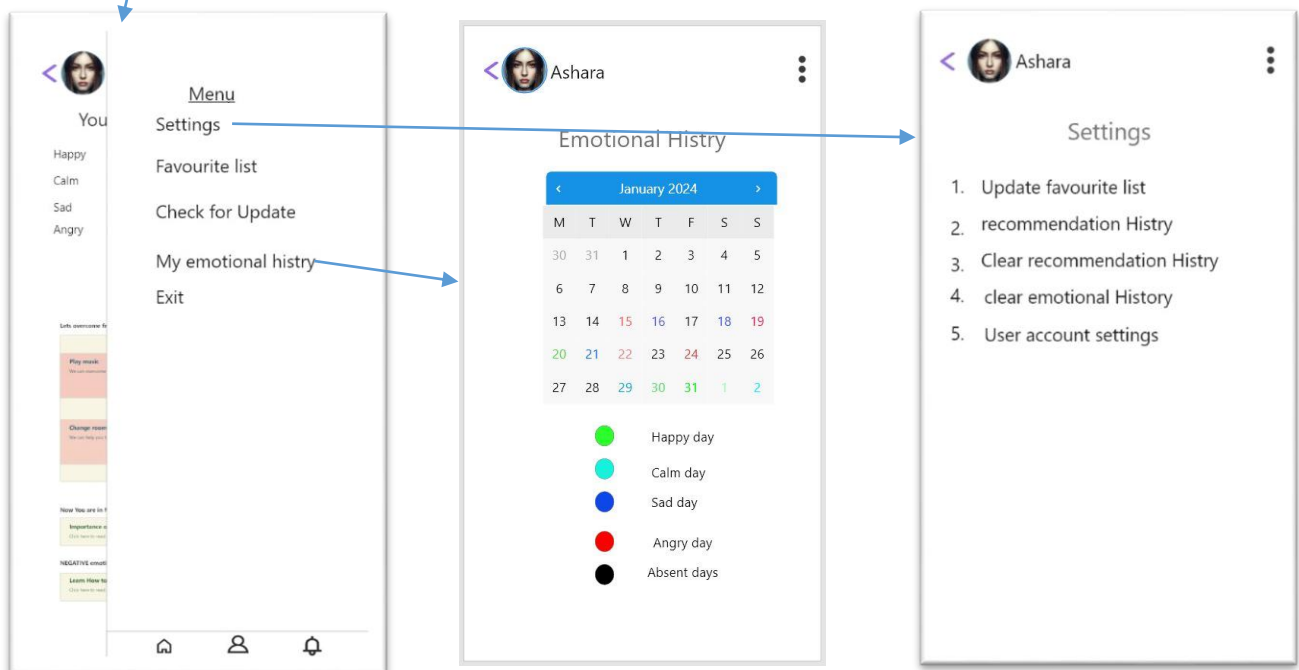 You
Happy
Calm
Sad
Angry
Lets overcome
Play music
Change room
Now You are in
Importance
NEGATIVE
Learn How to
Menu
Settings
Favourite list
Check for Update
My emotional histry
Exit
Ashara
Emotional Histry
January 2024
M T W T F S S
30 31 1 2 3 4 5
6 7 8 9 10 11 12
13 14 15 16 17 18 19
20 21 22 23 24 25 26
27 28 29 30 31 1 2
Happy day
Calm day
Sad day
Angry day
Absent days
Ashara
Settings
1. Update favourite list
2. recommendation Histry
3. Clear recommendation Histry
4. clear emotional History
5. User account settings